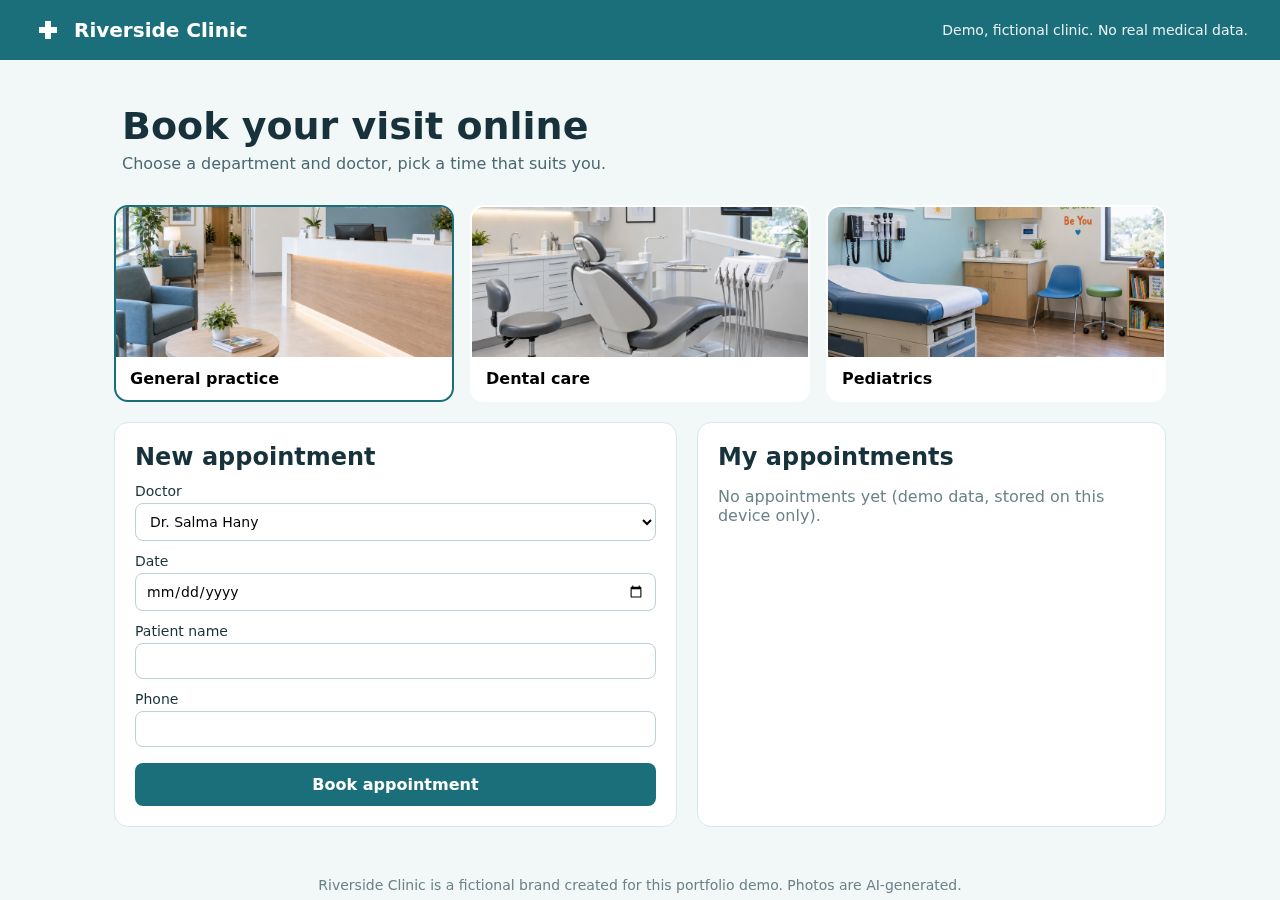 Riverside Clinic
Demo, fictional clinic. No real medical data.
Book your visit online
Choose a department and doctor, pick a time that suits you.
Be You
General practice
Dental care
Pediatrics
New appointment
Doctor
Dr. Salma Hany
Date
mm/dd/yyyy
Patient name
Phone
Book appointment
My appointments
No appointments yet (demo data, stored on this
device only).
Riverside Clinic is a fictional brand created for this portfolio demo. Photos are AI-generated.